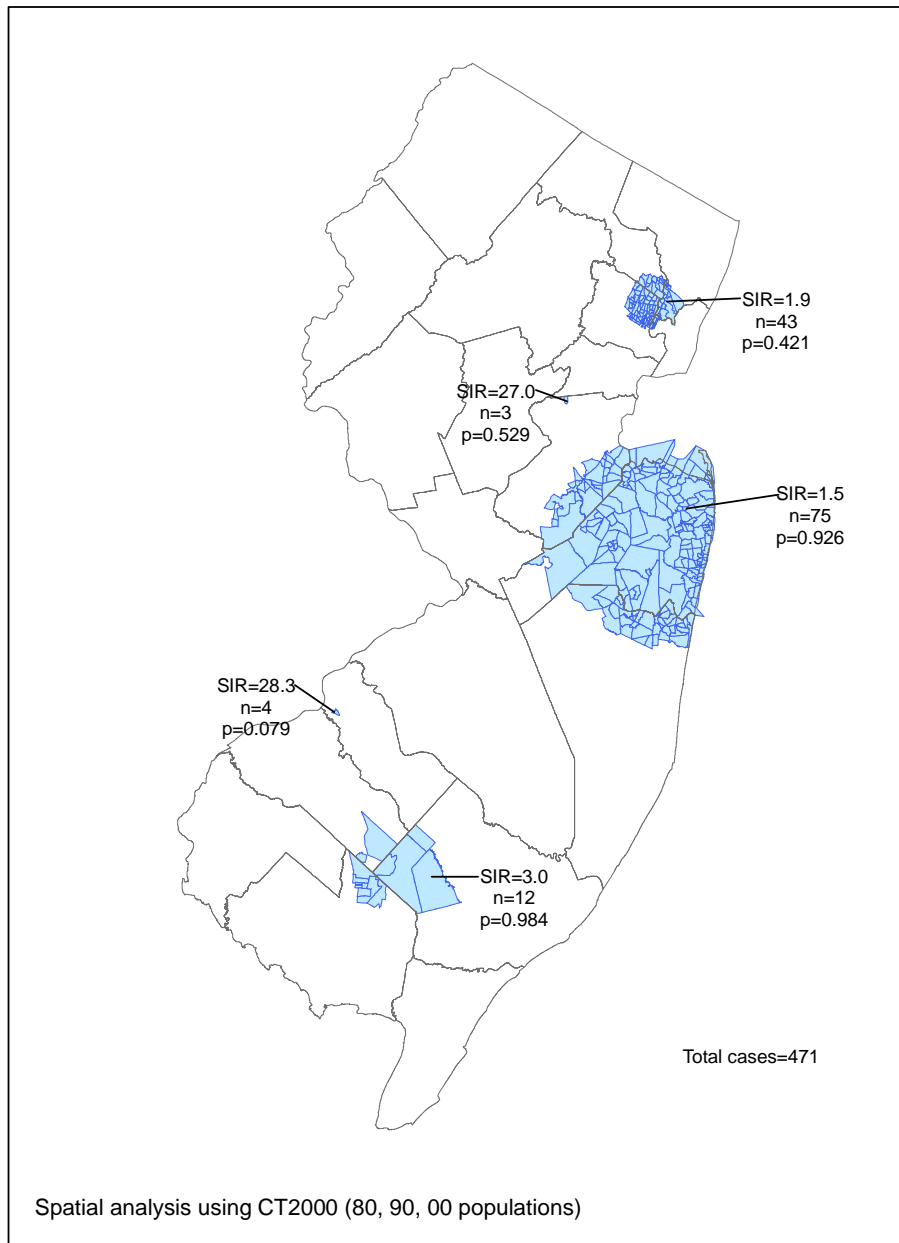 SIR=1.9
n=43
p=0.421
SIR=27.0
n=3
p=0.529
SIR=1.5
n=75
p=0.926
SIR=28.3
n=4
p=0.079
SIR=3.0
n=12
p=0.984
Total cases=471
Spatial analysis using CT2000 (80, 90, 00 populations)